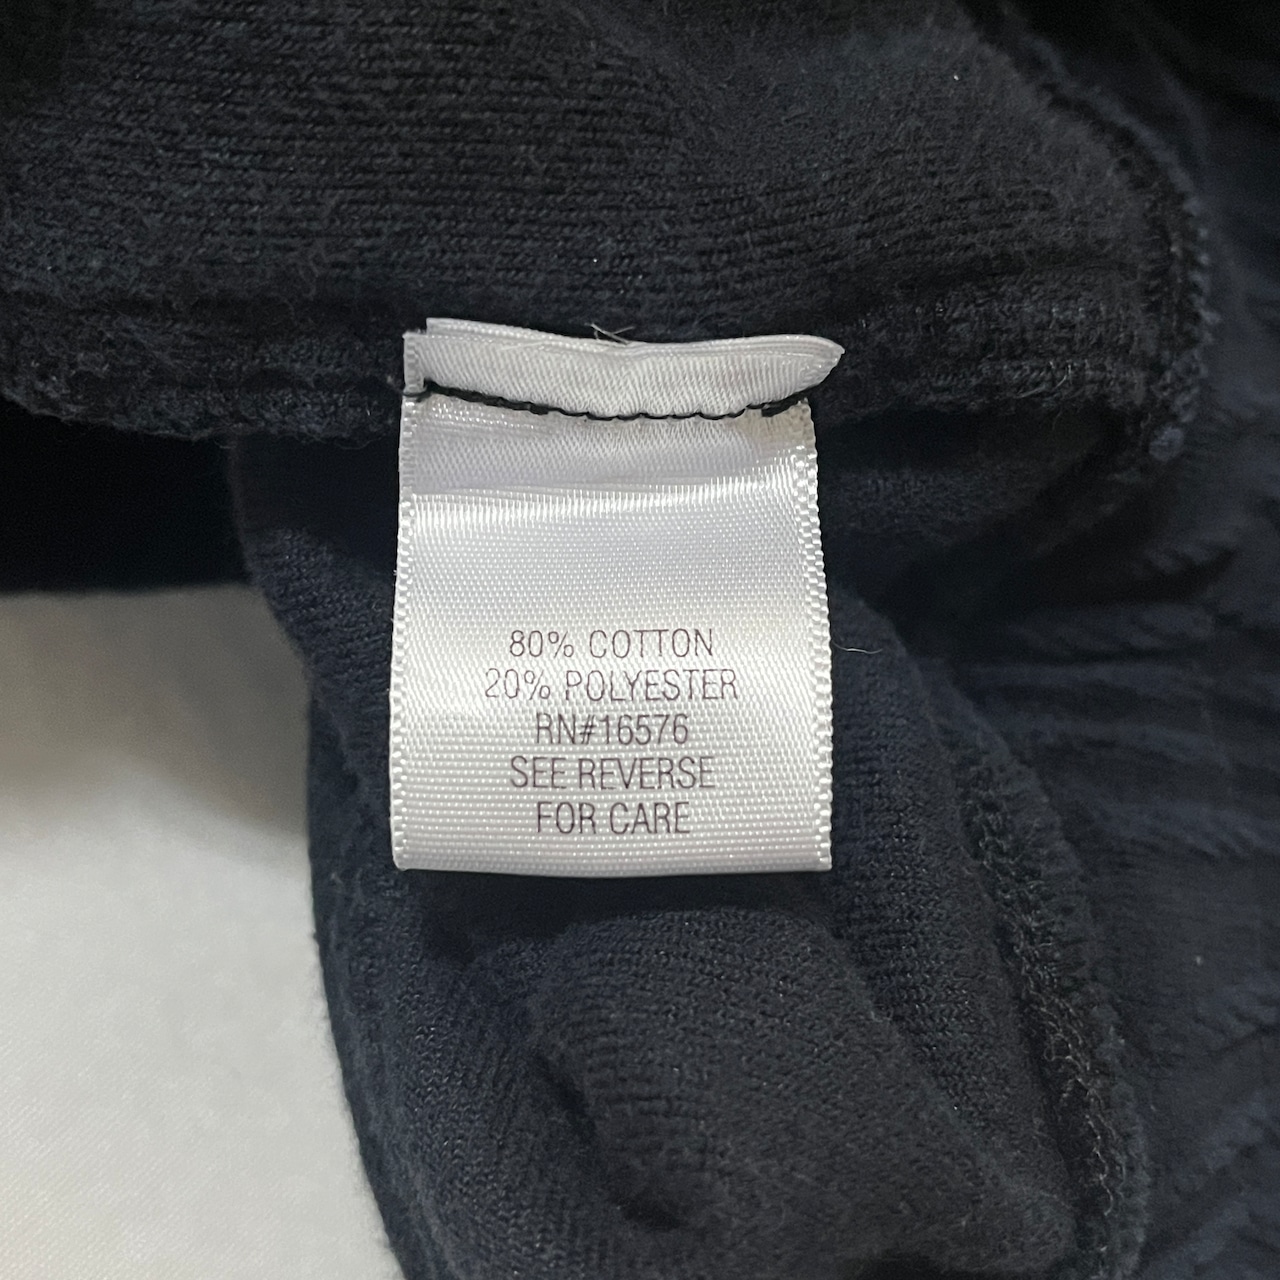 80% COTTON
20% POLYESTER
RN#16576
SEE REVERSE
FOR CARE